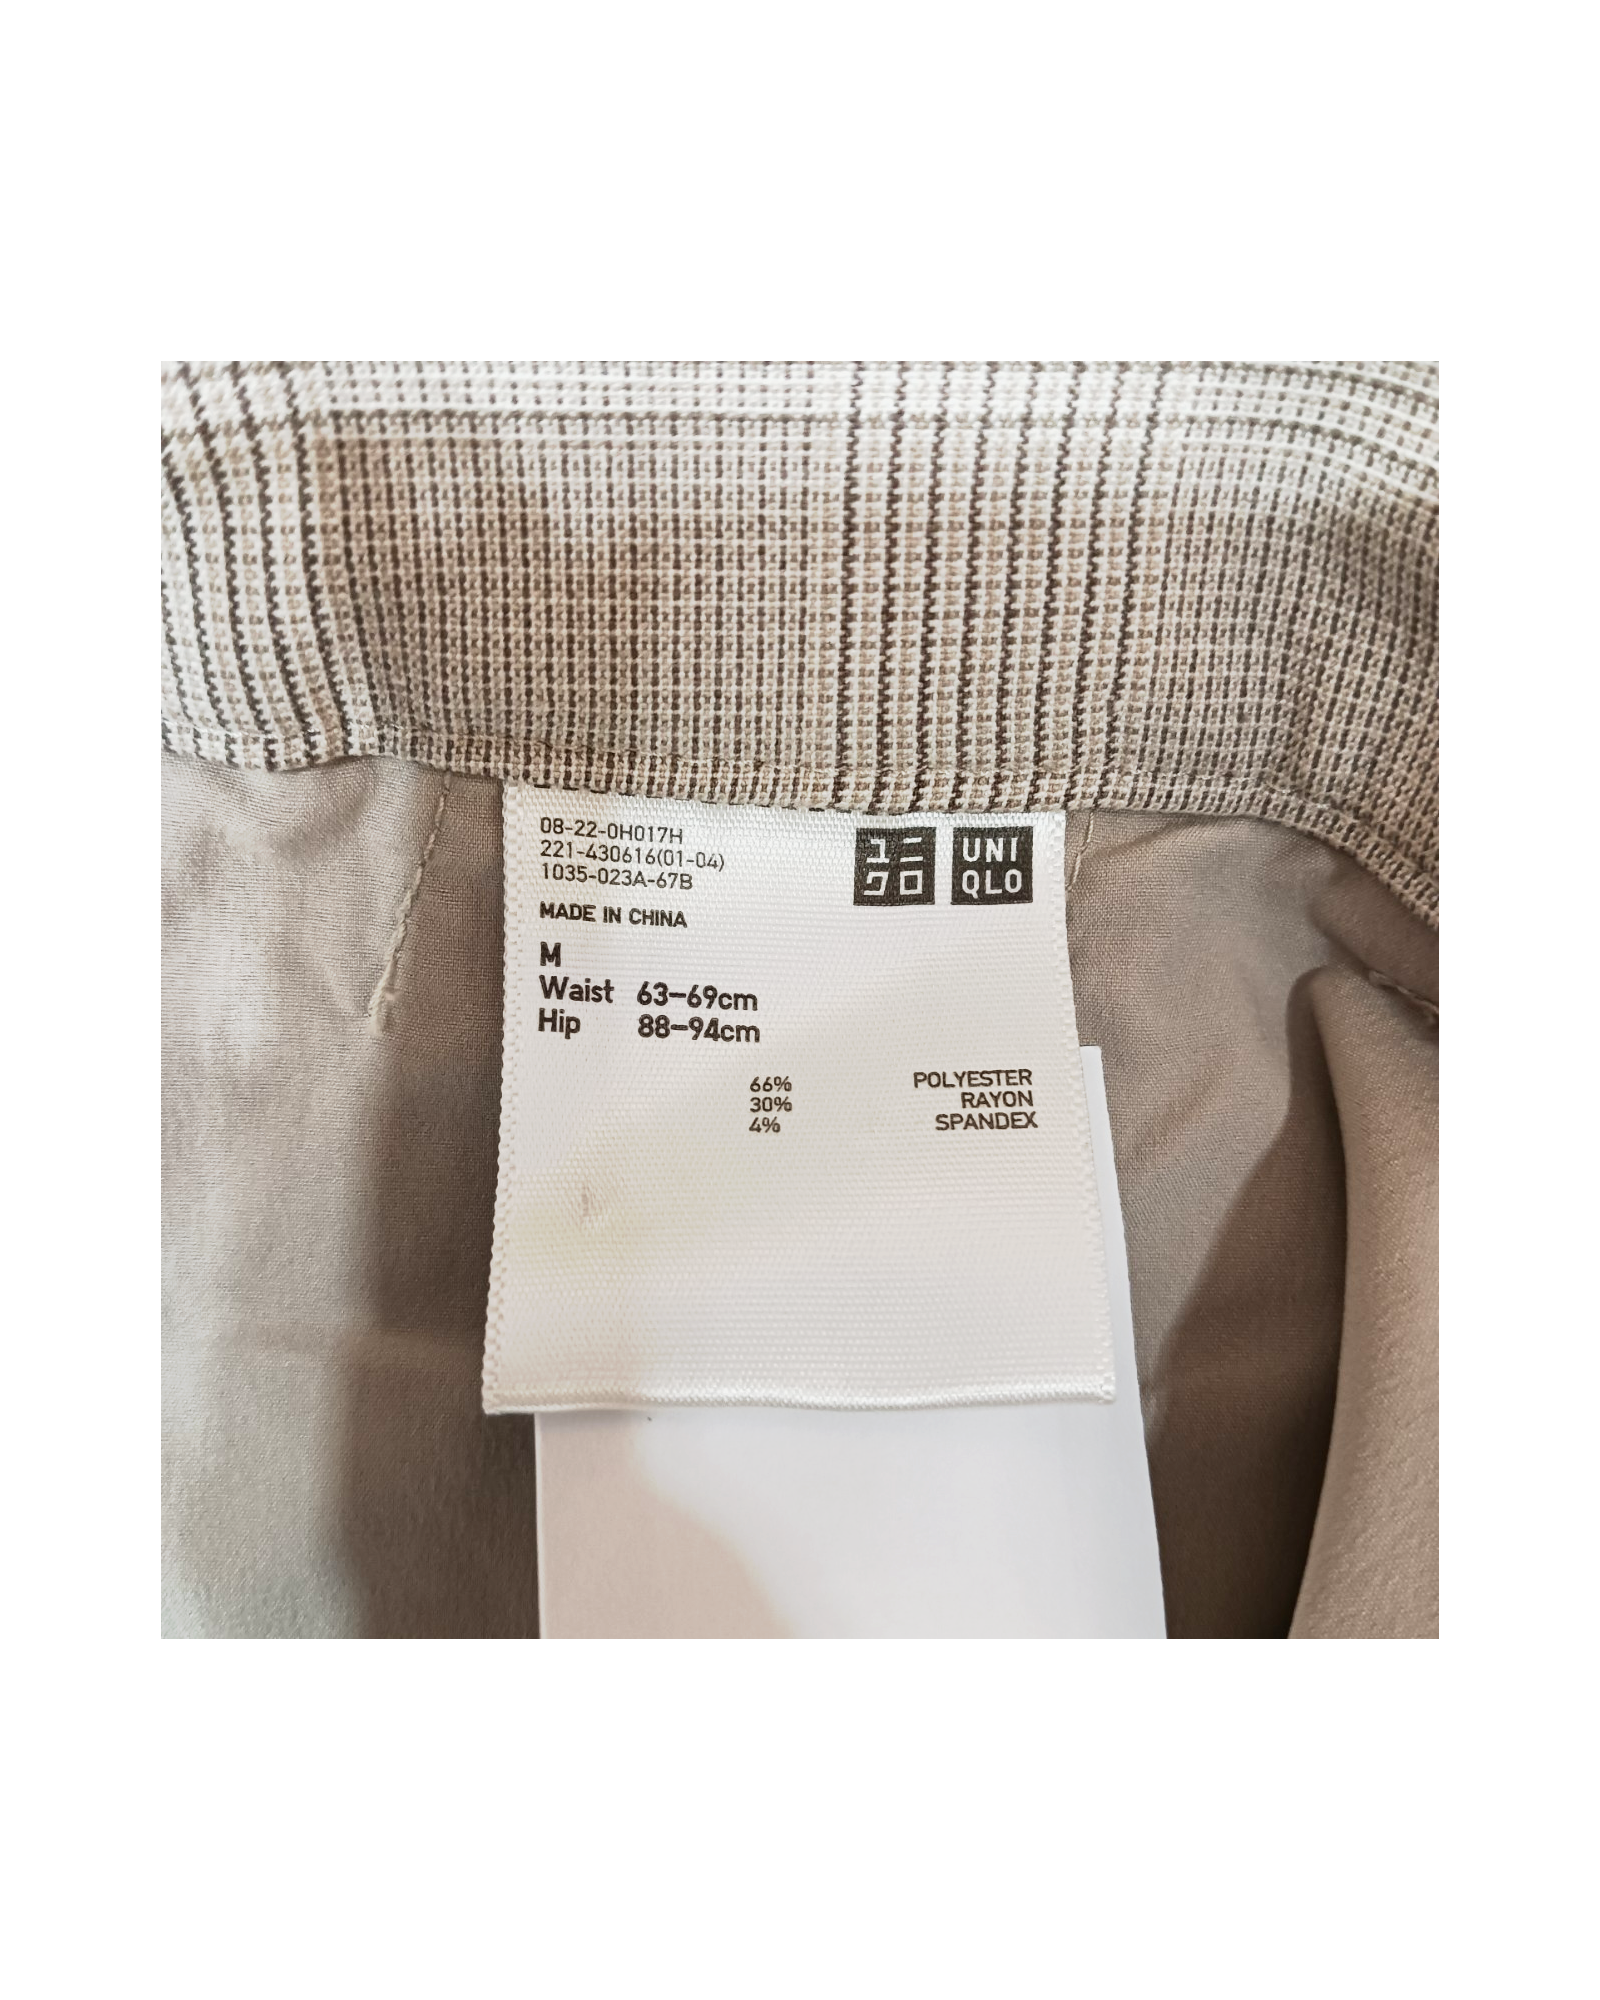 08-22-0H017H
221-430616(01-04)
1035-023A-67B
ユニ
クロ
UNI
QLO
MADE IN CHINA
M
Waist 63–69cm
Hip 88–94cm
66% POLYESTER
30% RAYON
4% SPANDEX